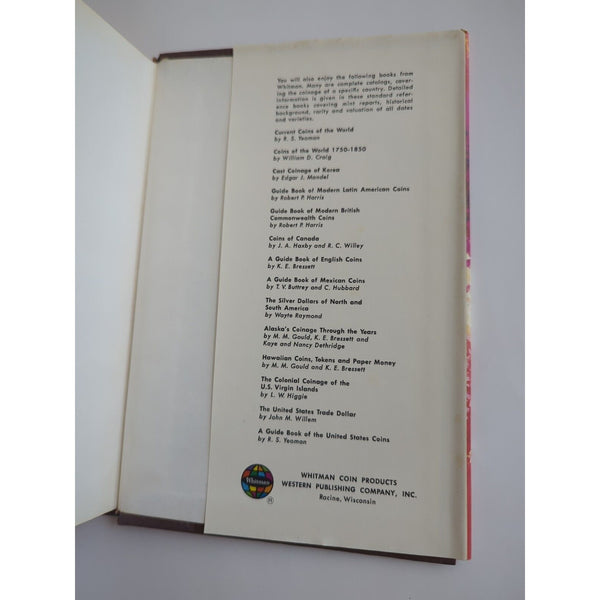 You will also enjoy the following books from
Whitman. Many are complete catalogs, cover-
ing the coinage of a specific country. Detailed
information is given in these standard refer-
ence books covering mint reports, historical
background, rarity and valuation of all dates
and varieties.
Current Coins of the World
by R. S. Yeoman
Coins of the World 1750-1850
by William D. Craig
Cast Coinage of Korea
by Edgar J. Mandel
Guide Book of Modern Latin American Coins
by Robert P. Harris
Guide Book of Modern British
Commonwealth Coins
by Robert P. Harris
Coins of Canada
by J. A. Haxby and R. C. Willey
A Guide Book of English Coins
by K. E. Bressett
A Guide Book of Mexican Coins
by T. V. Buttrey and C. Hubbard
The Silver Dollars of North and
South America
by Wayte Raymond
Alaska's Coinage Through the Years
by M. M. Gould, K. E. Bressett and
Kaye and Nancy Dethridge
Hawaiian Coins, Tokens and Paper Money
by M. M. Gould and K. E. Bressett
The Colonial Coinage of the
U.S. Virgin Islands
by L. W. Higgie
The United States Trade Dollar
by John M. Willem
A Guide Book of the United States Coins
by R. S. Yeoman
Whitman
®
WHITMAN COIN PRODUCTS
WESTERN PUBLISHING COMPANY, INC.
Racine, Wisconsin